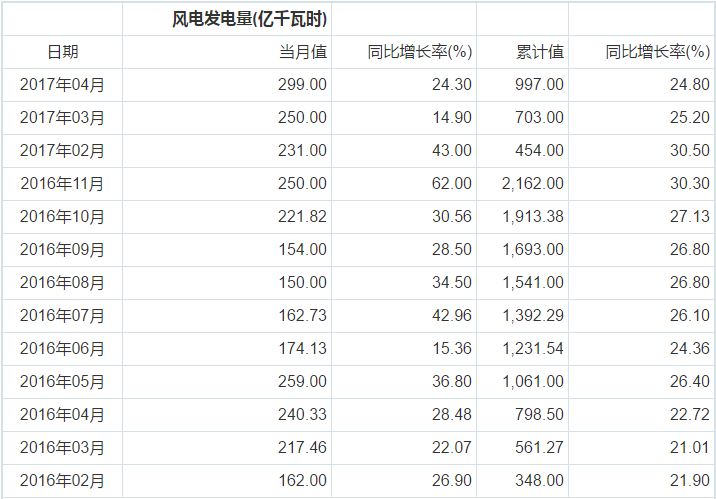 风电发电量(亿千瓦时)
日期 当月值 同比增长率(%) 累计值 同比增长率(%)
2017年04月 299.00 24.30 997.00 24.80
2017年03月 250.00 14.90 703.00 25.20
2017年02月 231.00 43.00 454.00 30.50
2016年11月 250.00 62.00 2,162.00 30.30
2016年10月 221.82 30.56 1,913.38 27.13
2016年09月 154.00 28.50 1,693.00 26.80
2016年08月 150.00 34.50 1,541.00 26.80
2016年07月 162.73 42.96 1,392.29 26.10
2016年06月 174.13 15.36 1,231.54 24.36
2016年05月 259.00 36.80 1,061.00 26.40
2016年04月 240.33 28.48 798.50 22.72
2016年03月 217.46 22.07 561.27 21.01
2016年02月 162.00 26.90 348.00 21.90